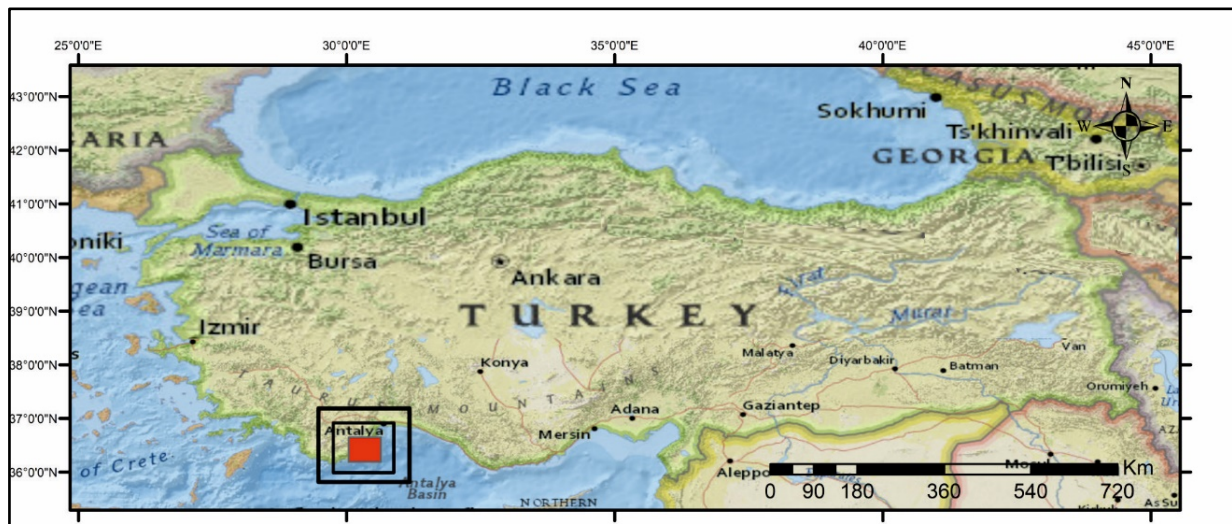 25°0'0"E 30°0'0"E 35°0'0"E 40°0'0"E 45°0'0"E
43°0'0"N
42°0'0"N
41°0'0"N
40°0'0"N
39°0'0"N
38°0'0"N
37°0'0"N
36°0'0"N
Black Sea
N
W E
S
Sokhumi
Ts'khinvali
GEORGIA
T'bilisi
ARIA
Istanbul
Sea of
Marmara
oniki
Bursa
Ankara
gean
Sea
TURKEY
Murat
Izmir
Konya
Malatya
Diyarbakir
Batman
Van
Orumiyeh
TAURUS MOUNTAINS
Adana
Gaziantep
Mersin
Antalya
of Crete
Antalya
Basin
Aleppo
Mosul
NORTHERN
Km
0 90 180 360 540 720